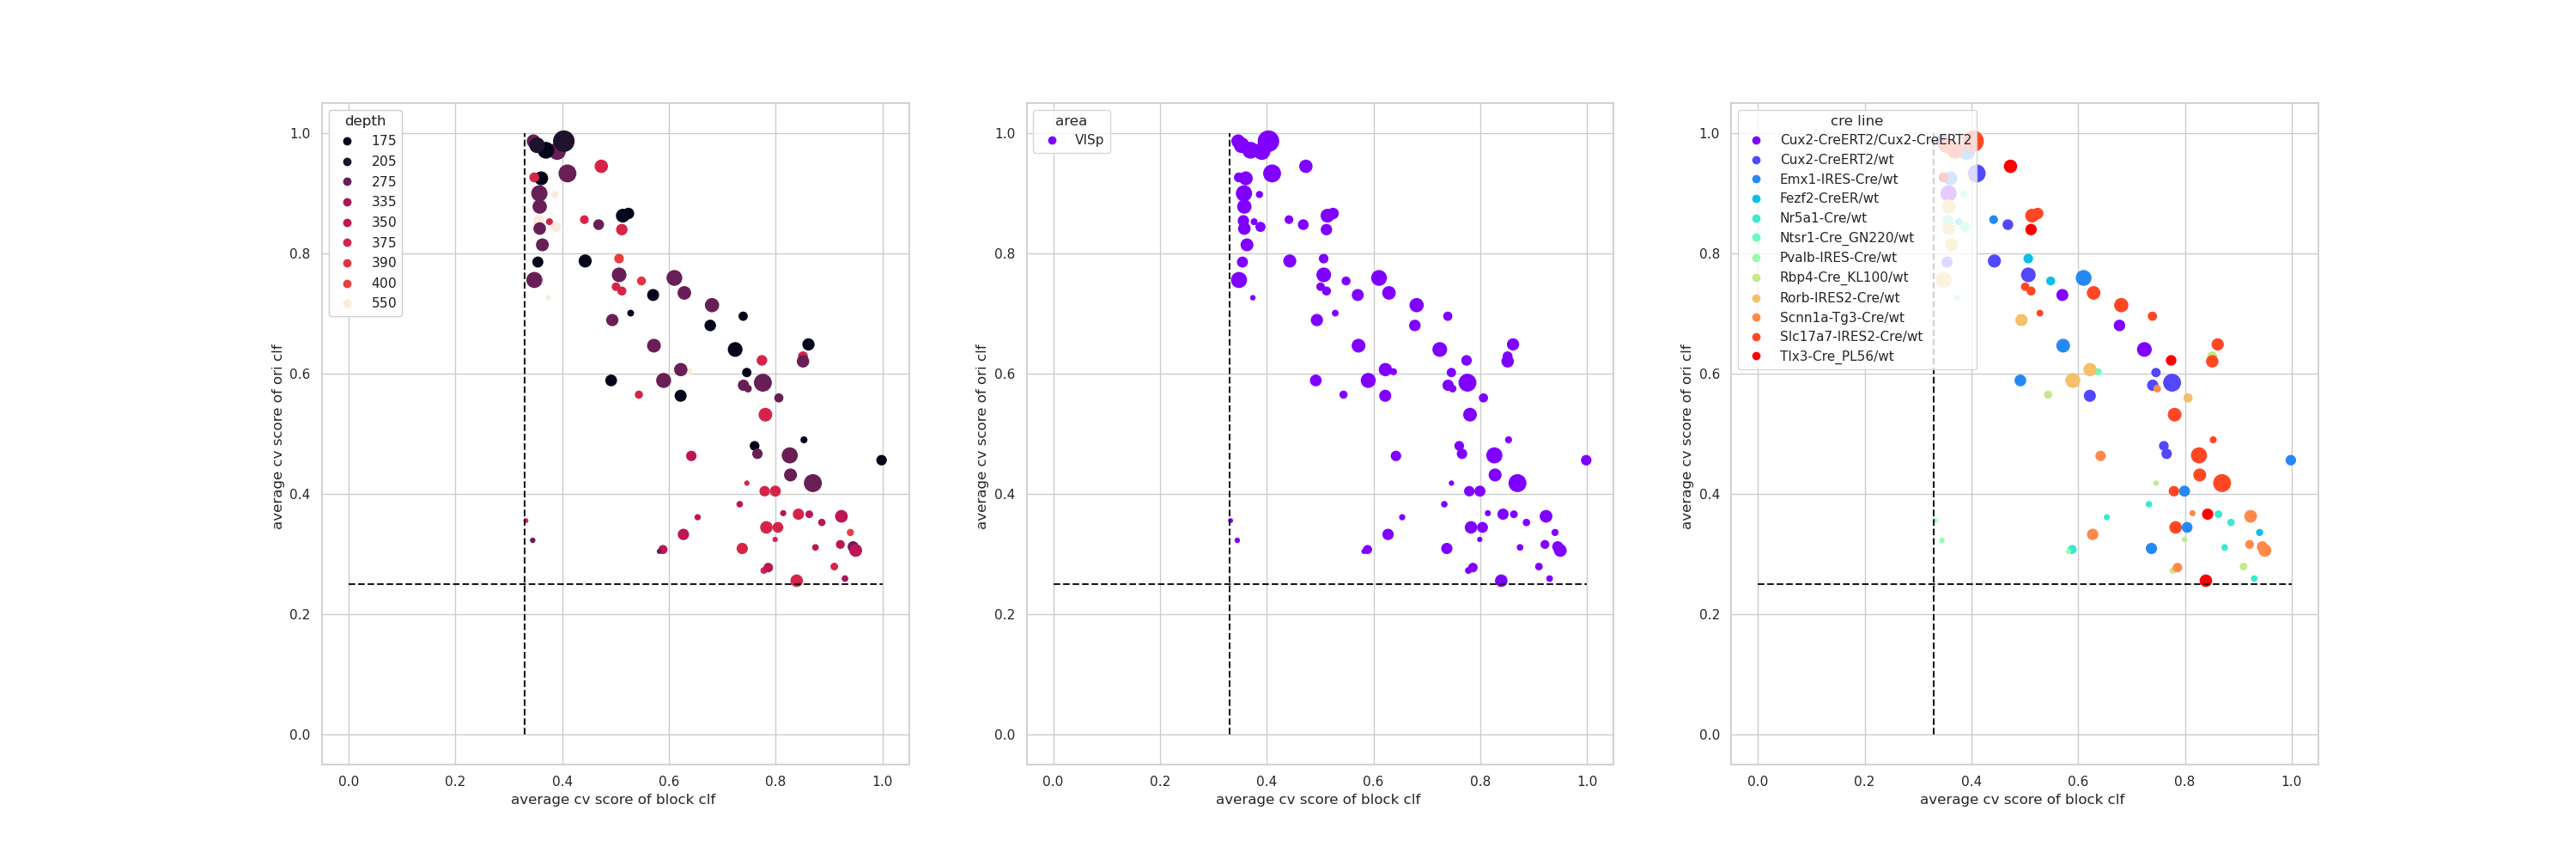 depth
175
205
275
335
350
375
390
400
550
1.0
0.8
0.6
0.4
0.2
0.0
average cv score of ori clf
0.0 0.2 0.4 0.6 0.8 1.0
average cv score of block clf
area
VISp
1.0
0.8
0.6
0.4
0.2
0.0
average cv score of ori clf
0.0 0.2 0.4 0.6 0.8 1.0
average cv score of block clf
cre line
Cux2-CreERT2/Cux2-CreERT2
Cux2-CreERT2/wt
Emx1-IRES-Cre/wt
Fezf2-CreER/wt
Nr5a1-Cre/wt
Ntsr1-Cre_GN220/wt
Pvalb-IRES-Cre/wt
Rbp4-Cre_KL100/wt
Rorb-IRES2-Cre/wt
Scnn1a-Tg3-Cre/wt
Slc17a7-IRES2-Cre/wt
Tlx3-Cre_PL56/wt
1.0
0.8
0.6
0.4
0.2
0.0
average cv score of ori clf
0.0 0.2 0.4 0.6 0.8 1.0
average cv score of block clf